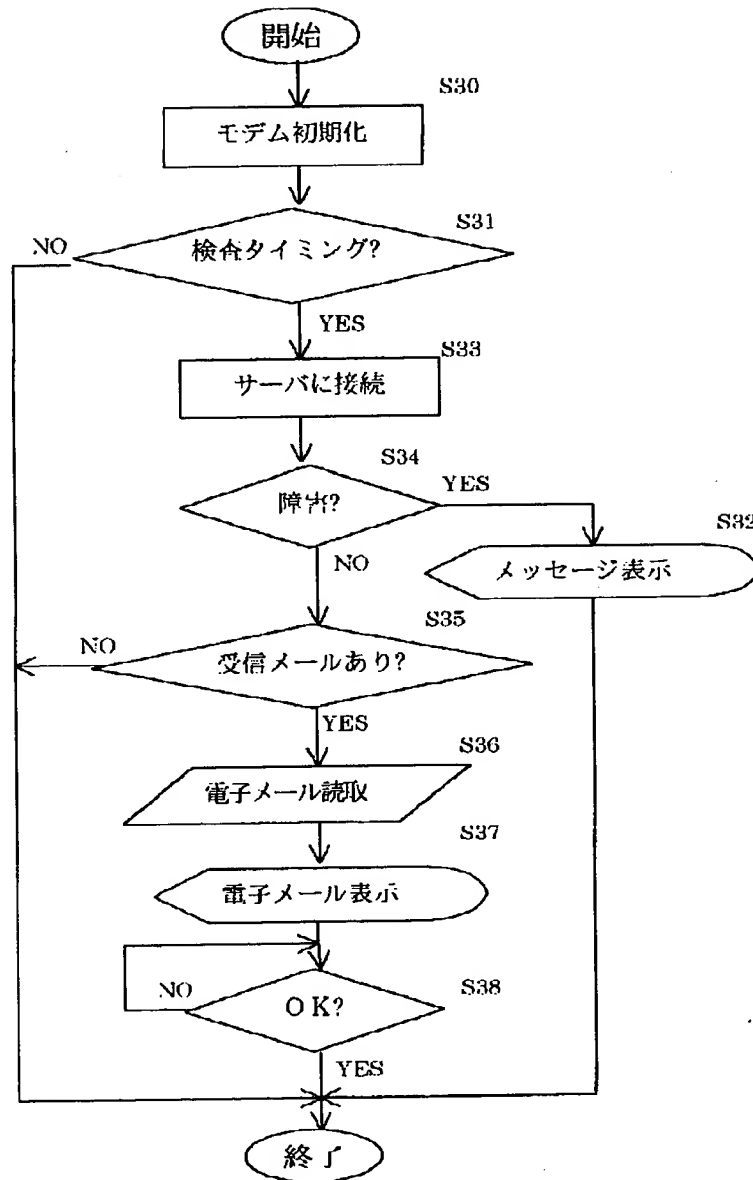 開始
S30
モデム初期化
S31
NO
検査タイミング?
YES
S33
サーバに接続
S34
障害?
YES
S32
メッセージ表示
NO
S35
NO
受信メールあり?
YES
S36
電子メール読取
S37
電子メール表示
S38
NO
OK?
YES
終了